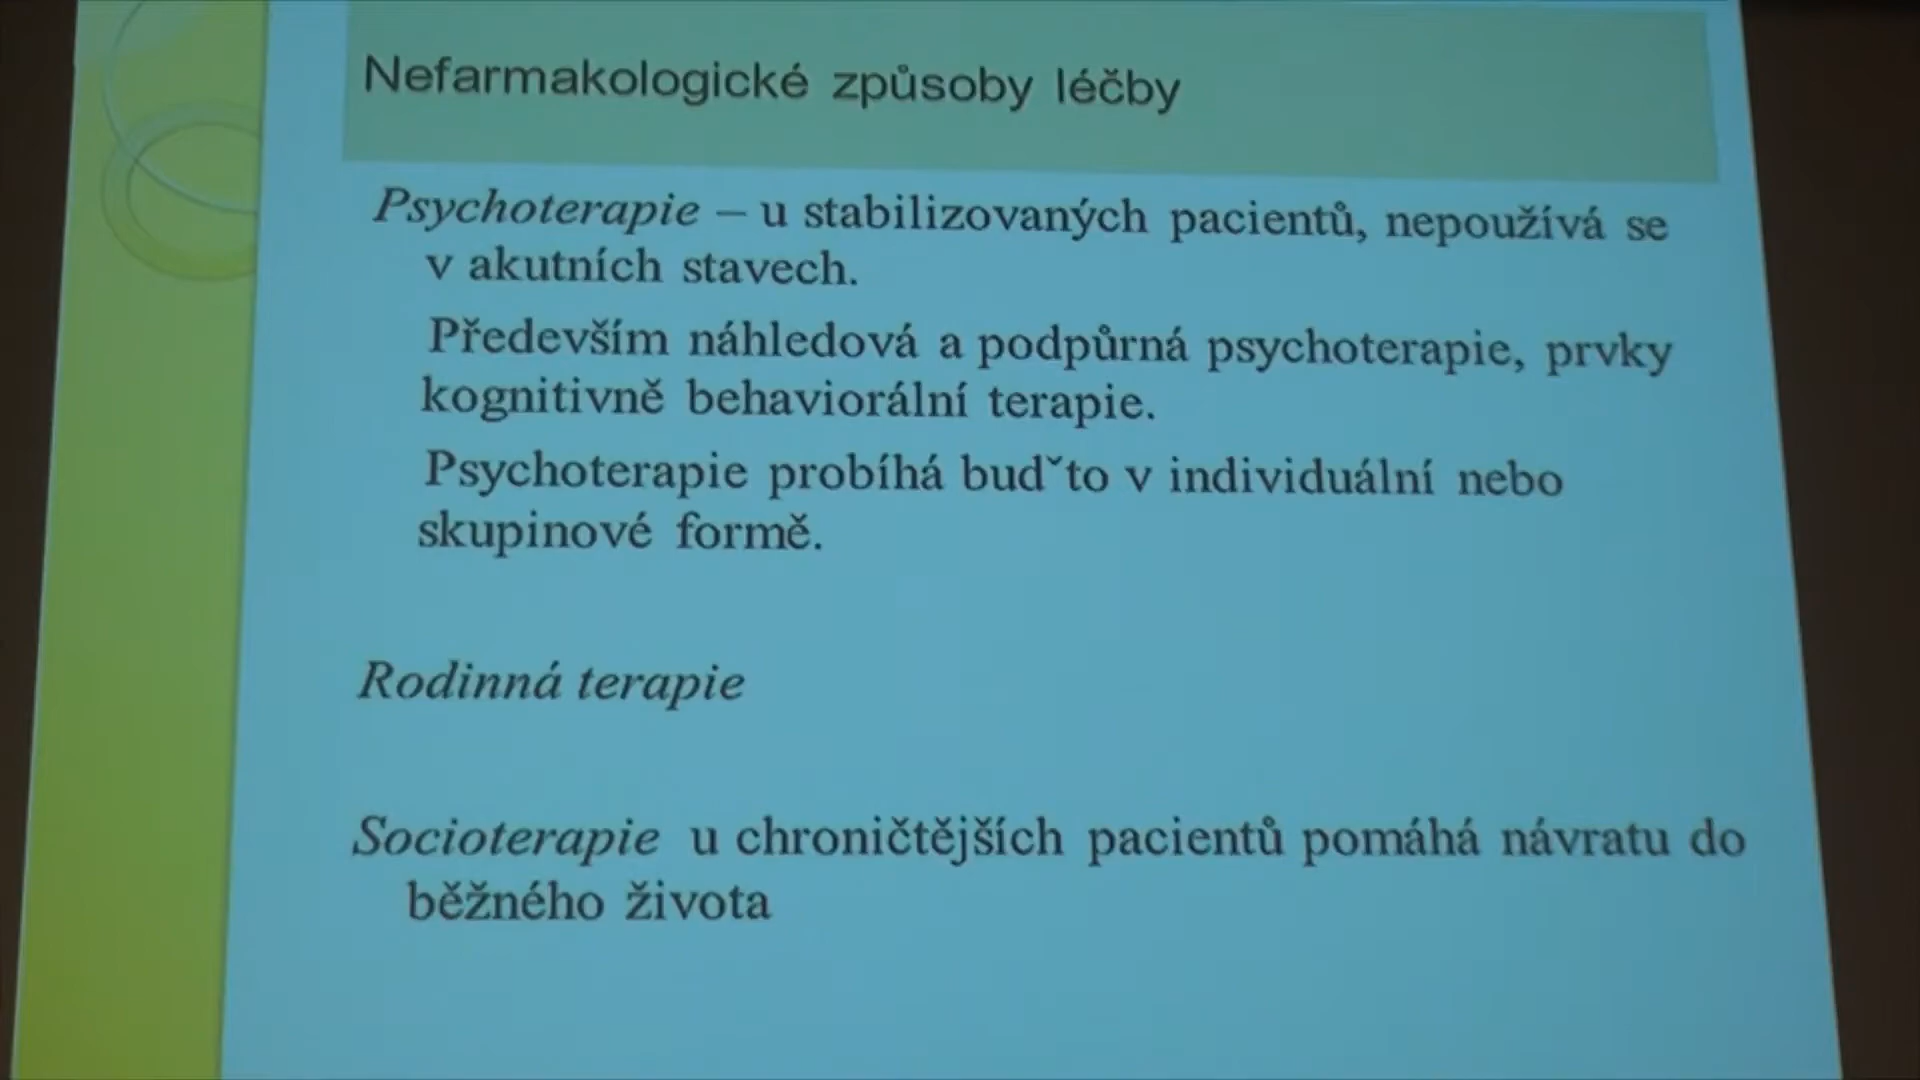 Nefarmakologické způsoby léčby
Psychoterapie – u stabilizovaných pacientů, nepoužívá se
v akutních stavech.
Především náhledová a podpůrná psychoterapie, prvky
kognitivně behaviorální terapie.
Psychoterapie probíhá budˇto v individuální nebo
skupinové formě.
Rodinná terapie
Socioterapie u chroničtějších pacientů pomáhá návratu do
běžného života